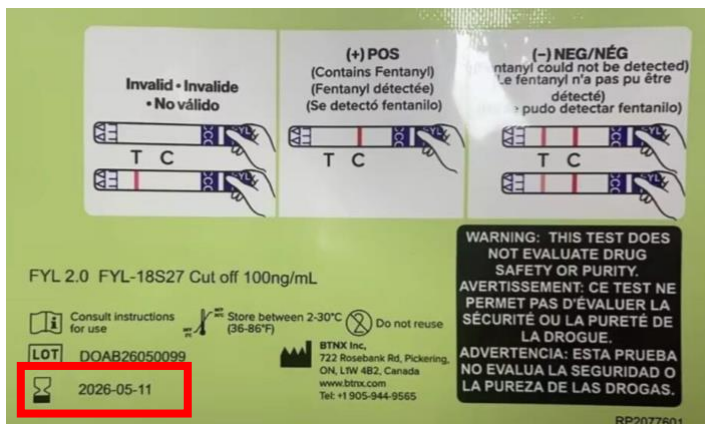 Invalid • Invalide
• No válido
T C
(+) POS
(Contains Fentanyl)
(Fentanyl détectée)
(Se detectó fentanilo)
T C
(-) NEG/NÉG
entanyl could not be detected)
Le fentanyl n'a pas pu être
détecté)
pudo detectar fentanilo)
T C
FYL 2.0 FYL-18S27 Cut off 100ng/mL
Consult instructions
for use
Store between 2-30°C
(36-86°F)
Do not reuse
LOT DOAB26050099
2026-05-11
BTNX Inc,
722 Rosebank Rd, Pickering,
ON, L1W 4B2, Canada
www.btnx.com
Tel: +1 905-944-9565
WARNING: THIS TEST DOES
NOT EVALUATE DRUG
SAFETY OR PURITY.
AVERTISSEMENT: CE TEST NE
PERMET PAS D'ÉVALUER LA
SÉCURITÉ OU LA PURETÉ DE
LA DROGUE.
ADVERTENCIA: ESTA PRUEBA
NO EVALUA LA SEGURIDAD O
LA PUREZA DE LAS DROGAS.
RP2077601